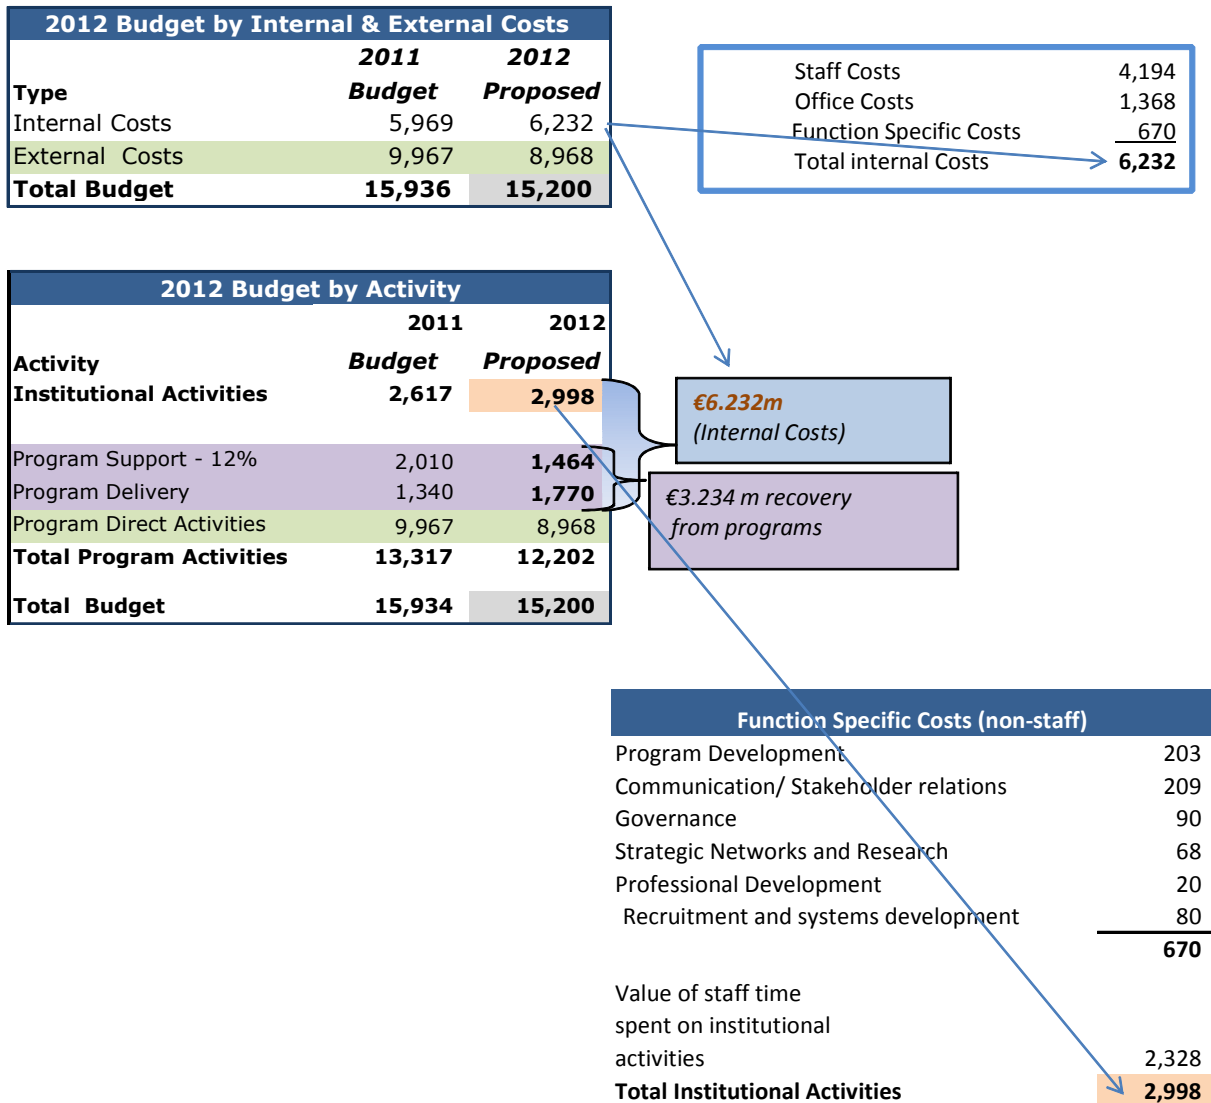 2012 Budget by Internal & External Costs
2011 2012
Type Budget Proposed
Internal Costs 5,969 6,232
External Costs 9,967 8,968
Total Budget 15,936 15,200
Staff Costs 4,194
Office Costs 1,368
Function Specific Costs 670
Total internal Costs 6,232
2012 Budget by Activity
2011 2012
Activity Budget Proposed
Institutional Activities 2,617 2,998
Program Support - 12% 2,010 1,464
Program Delivery 1,340 1,770
Program Direct Activities 9,967 8,968
Total Program Activities 13,317 12,202
Total Budget 15,934 15,200
€6.232m
(Internal Costs)
€3.234 m recovery
from programs
Function Specific Costs (non-staff)
Program Development 203
Communication/ Stakeholder relations 209
Governance 90
Strategic Networks and Research 68
Professional Development 20
Recruitment and systems development 80
670
Value of staff time
spent on institutional
activities 2,328
Total Institutional Activities 2,998